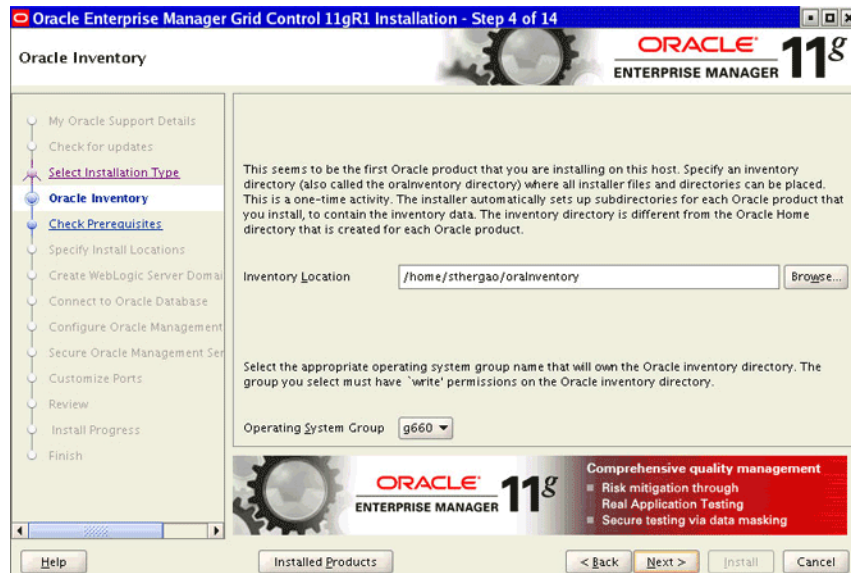 Oracle Enterprise Manager Grid Control 11gR1 Installation - Step 4 of 14
Oracle Inventory
ORACLE
ENTERPRISE MANAGER
11g
My Oracle Support Details
Check for updates
Select Installation Type
Oracle Inventory
Check Prerequisites
Specify Install Locations
Create WebLogic Server Domai
Connect to Oracle Database
Configure Oracle Management
Secure Oracle Management Ser
Customize Ports
Review
Install Progress
Finish
This seems to be the first Oracle product that you are installing on this host. Specify an inventory
directory (also called the oraInventory directory) where all installer files and directories can be placed.
This is a one-time activity. The installer automatically sets up subdirectories for each Oracle product that
you install, to contain the inventory data. The inventory directory is different from the Oracle Home
directory that is created for each Oracle product.
Inventory Location
/home/sthergao/oraInventory
Browse...
Select the appropriate operating system group name that will own the Oracle inventory directory. The
group you select must have `write' permissions on the Oracle inventory directory.
Operating System Group
g660
ORACLE
ENTERPRISE MANAGER
11g
Comprehensive quality management
Risk mitigation through
Real Application Testing
Secure testing via data masking
Help
Installed Products
< Back
Next >
Install
Cancel